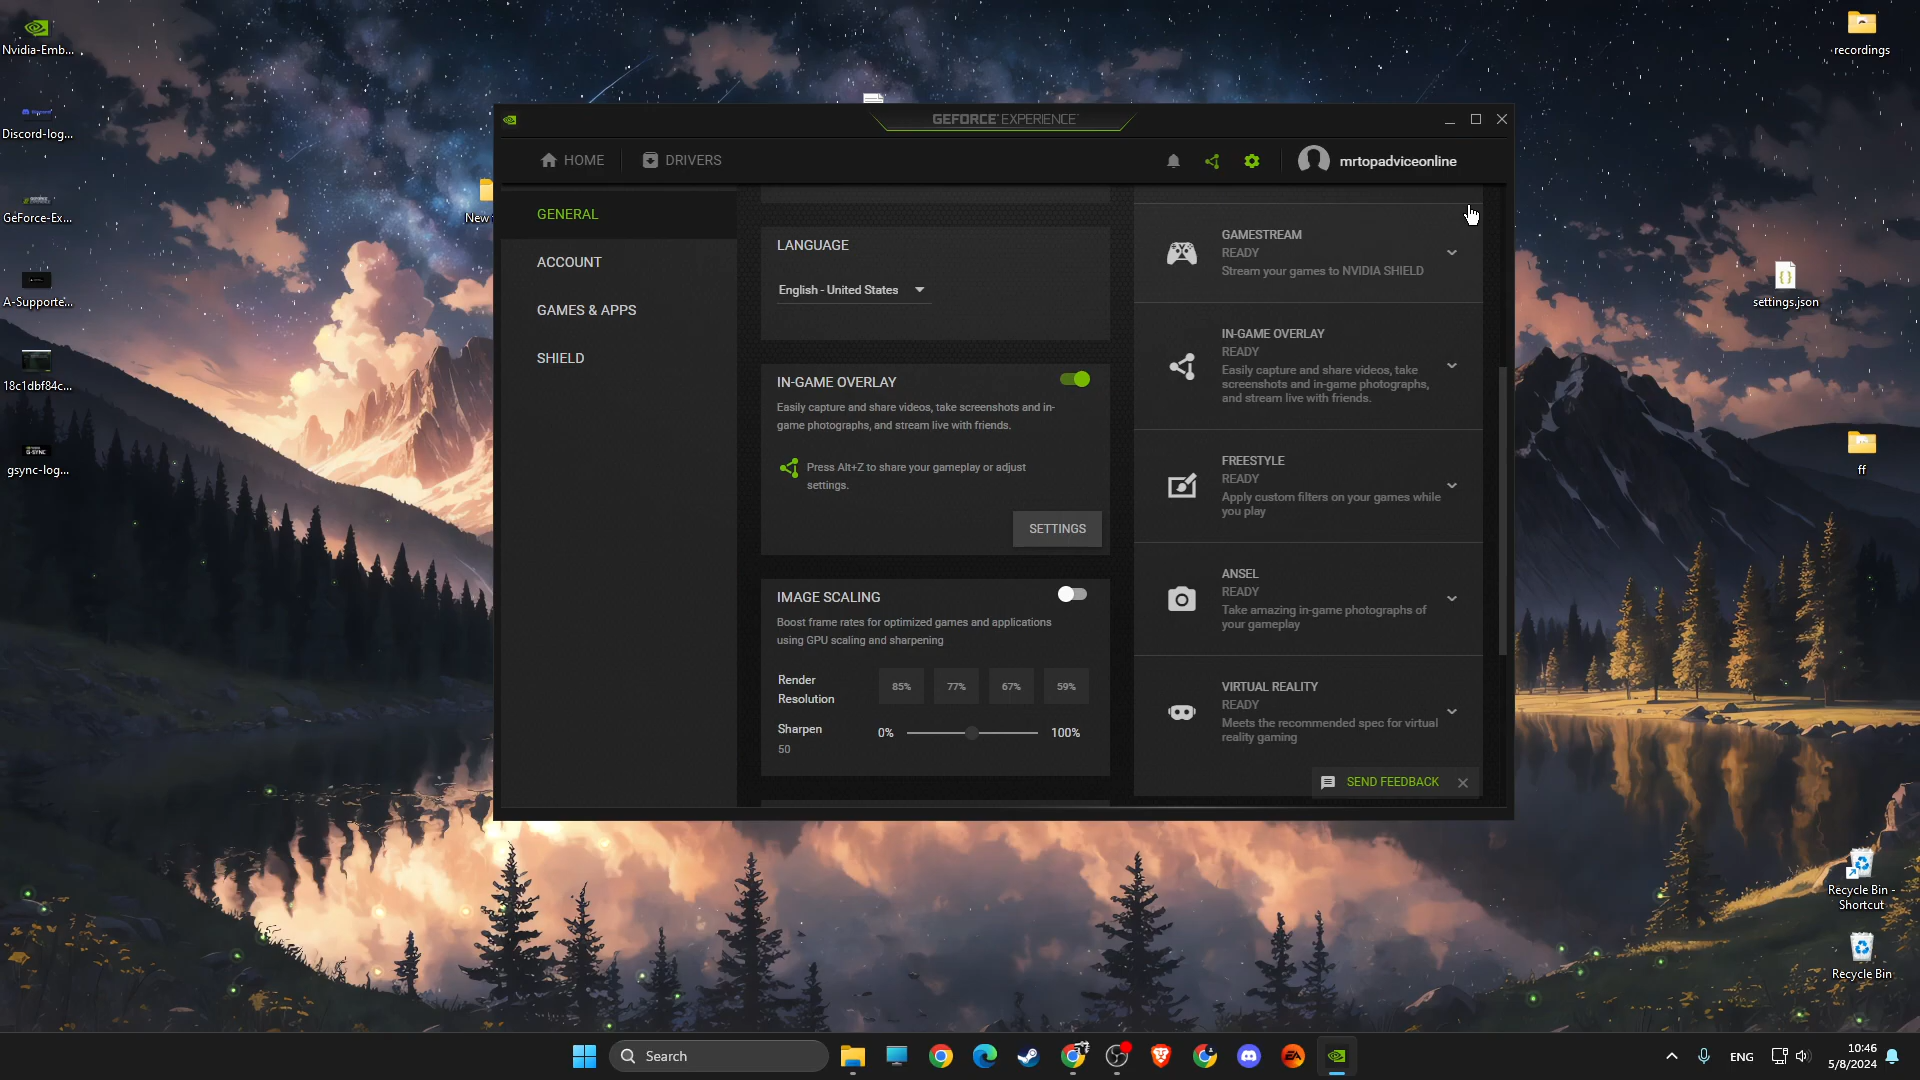 Nvidia-Emb...
Discord-log...
GeForce-Ex...
A-Supporte...
18c1dbf84c...
gsync-log...
New
recordings
settings.json
ff
Recycle Bin -
Shortcut
Recycle Bin
GEFORCE EXPERIENCE
HOME
DRIVERS
mrtopadviceonline
GENERAL
ACCOUNT
GAMES & APPS
SHIELD
LANGUAGE
English - United States
IN-GAME OVERLAY
Easily capture and share videos, take screenshots and in-
game photographs, and stream live with friends.
Press Alt+Z to share your gameplay or adjust
settings.
SETTINGS
IMAGE SCALING
Boost frame rates for optimized games and applications
using GPU scaling and sharpening
Render
Resolution
85% 77% 67% 59%
Sharpen
50
0% 100%
GAMESTREAM
READY
Stream your games to NVIDIA SHIELD
IN-GAME OVERLAY
READY
Easily capture and share videos, take
screenshots and in-game photographs,
and stream live with friends.
FREESTYLE
READY
Apply custom filters on your games while
you play
ANSEL
READY
Take amazing in-game photographs of
your gameplay
VIRTUAL REALITY
READY
Meets the recommended spec for virtual
reality gaming
SEND FEEDBACK
Search
EA
ENG
10:46
5/8/2024